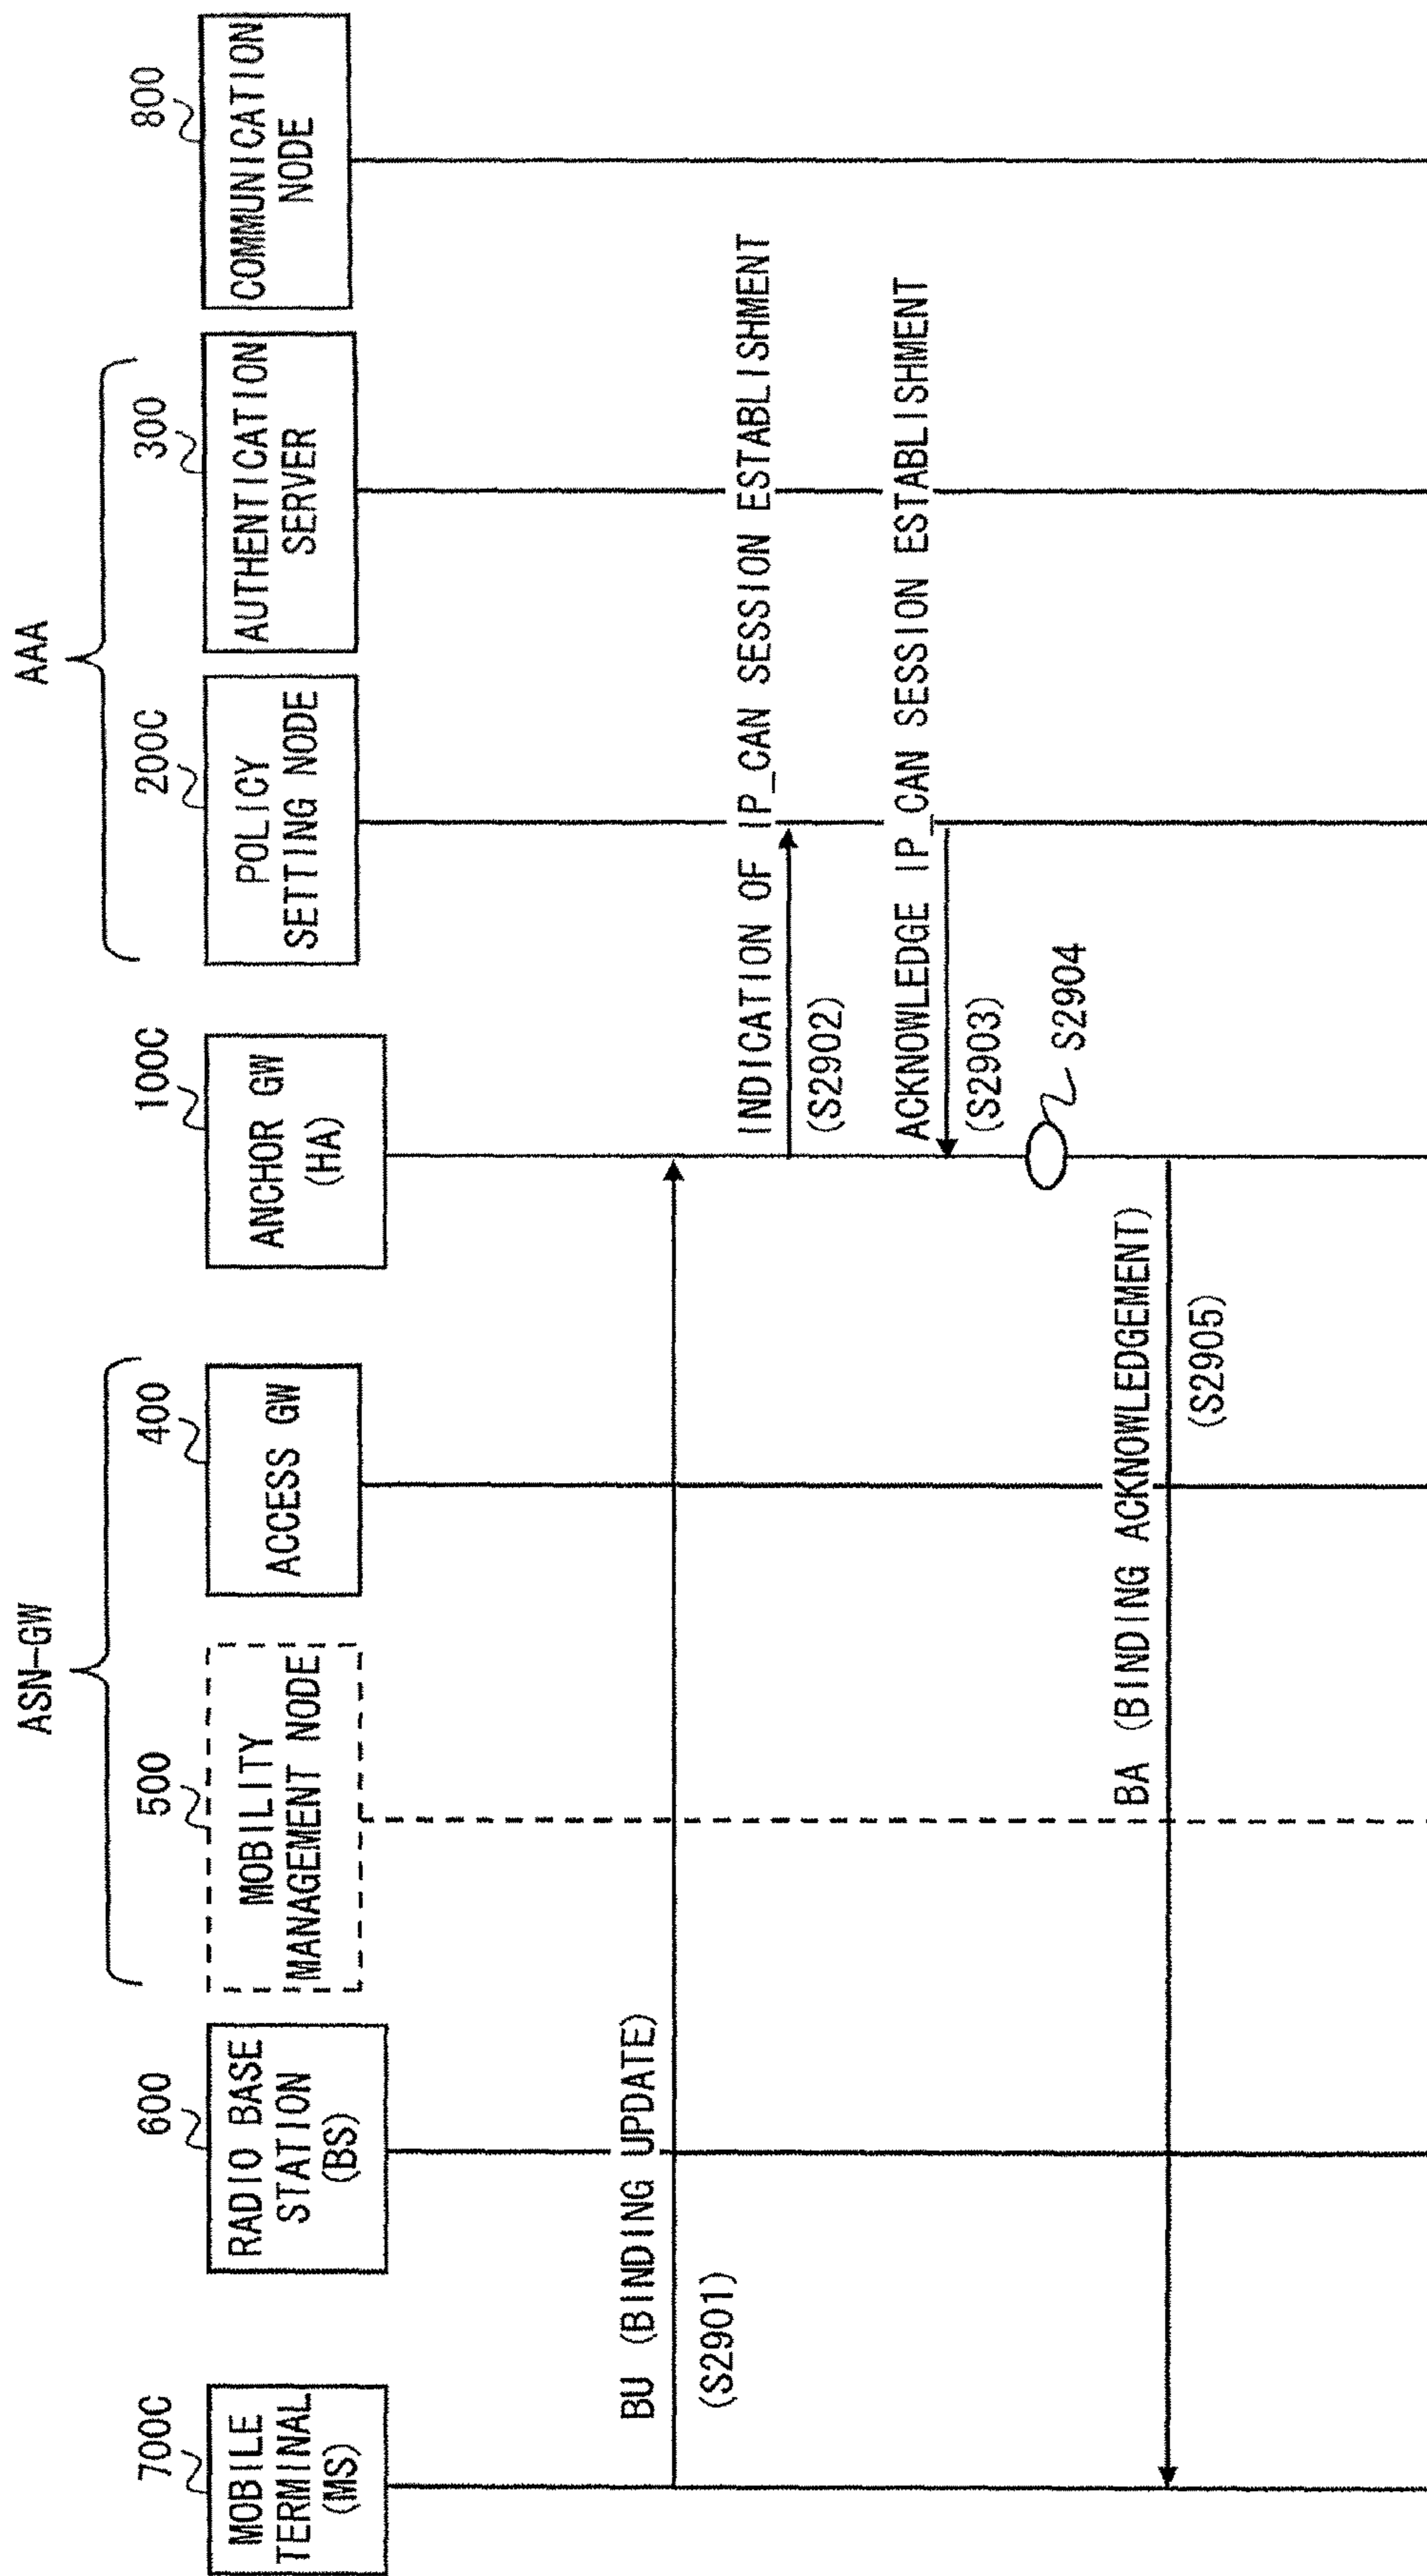 ASN-GW
AAA
700C
600
500
400
100C
200C
300
800
MOBILE
TERMINAL
(MS)
RADIO BASE
STATION
(BS)
MOBILITY
MANAGEMENT NODE
ACCESS GW
ANCHOR GW
(HA)
POLICY
SETTING NODE
AUTHENTICATION
SERVER
COMMUNICATION
NODE
BU (BINDING UPDATE)
(S2901)
INDICATION OF IP_CAN SESSION ESTABLISHMENT
(S2902)
ACKNOWLEDGE IP_CAN SESSION ESTABLISHMENT
(S2903)
S2904
BA (BINDING ACKNOWLEDGEMENT)
(S2905)